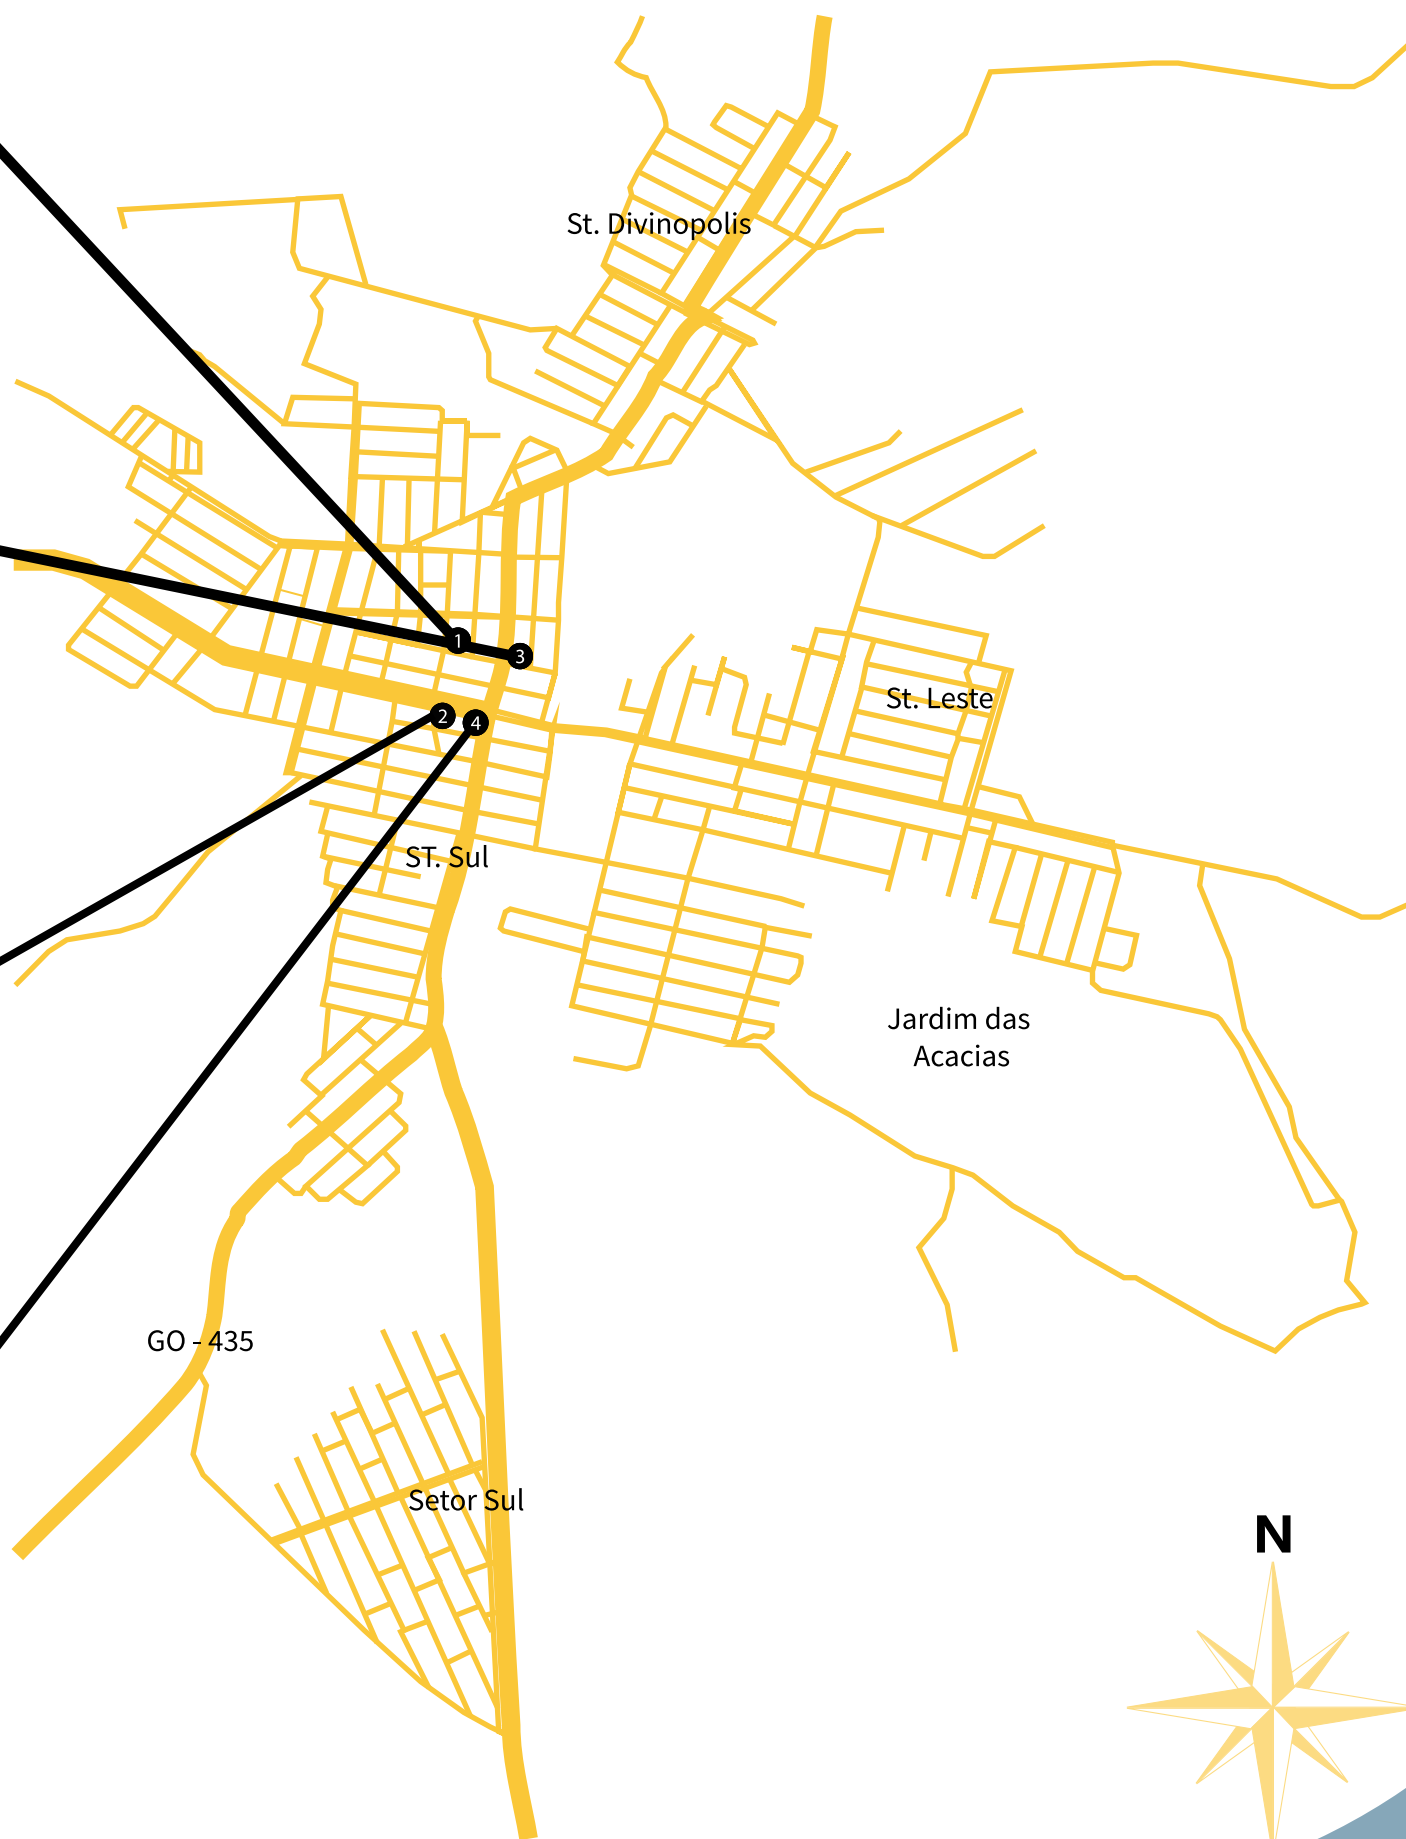 St. Divinopolis
1
3
St. Leste
2
4
ST. Sul
Jardim das
Acacias
GO - 435
Setor Sul
N